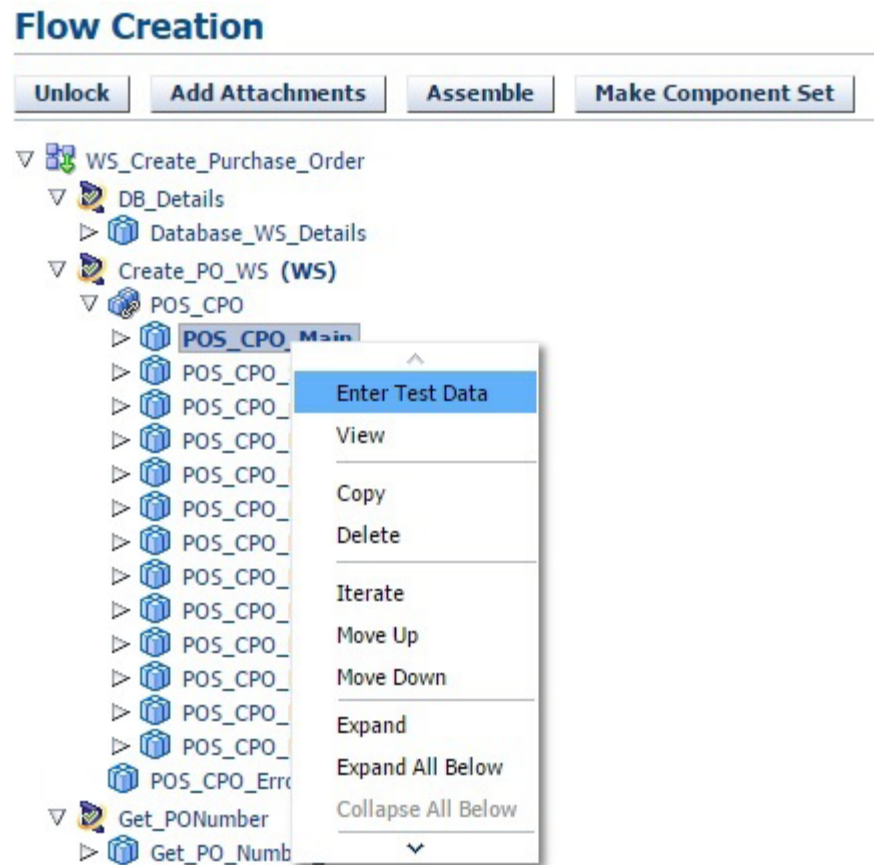 Flow Creation
Unlock Add Attachments Assemble Make Component Set
WS_Create_Purchase_Order
DB_Details
Database_WS_Details
Create_PO_WS (WS)
POS_CPO
POS_CPO_Main
POS_CPO_
Enter Test Data
POS_CPO_
View
POS_CPO_
POS_CPO_
Copy
POS_CPO_
Delete
POS_CPO_
POS_CPO_
Iterate
POS_CPO_
Move Up
POS_CPO_
Move Down
POS_CPO_
POS_CPO_
Expand
POS_CPO_
Expand All Below
POS_CPO_Erro
Collapse All Below
Get_PONumber
Get_PO_Numb